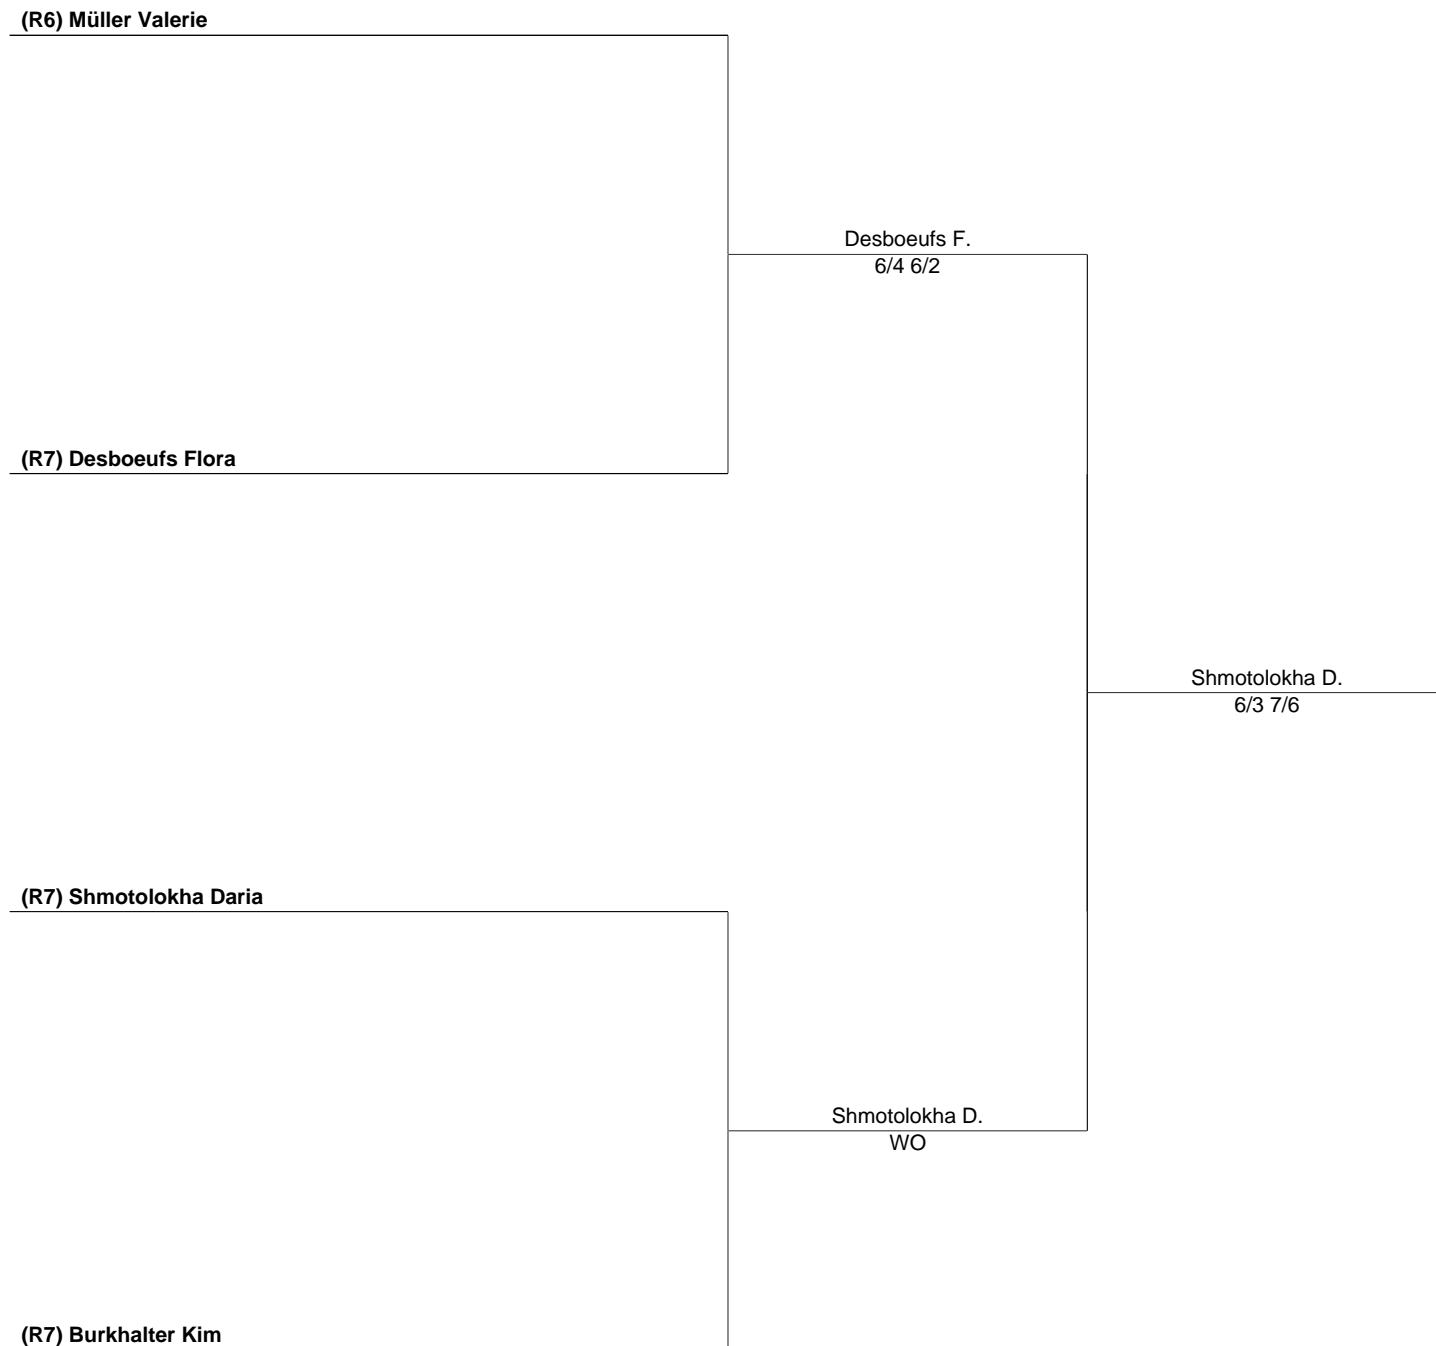 (R6) Müller Valerie
Desboeufs F.
6/4 6/2
(R7) Desboeufs Flora
Shmotolokha D.
6/3 7/6
(R7) Shmotolokha Daria
Shmotolokha D.
WO
(R7) Burkhalter Kim